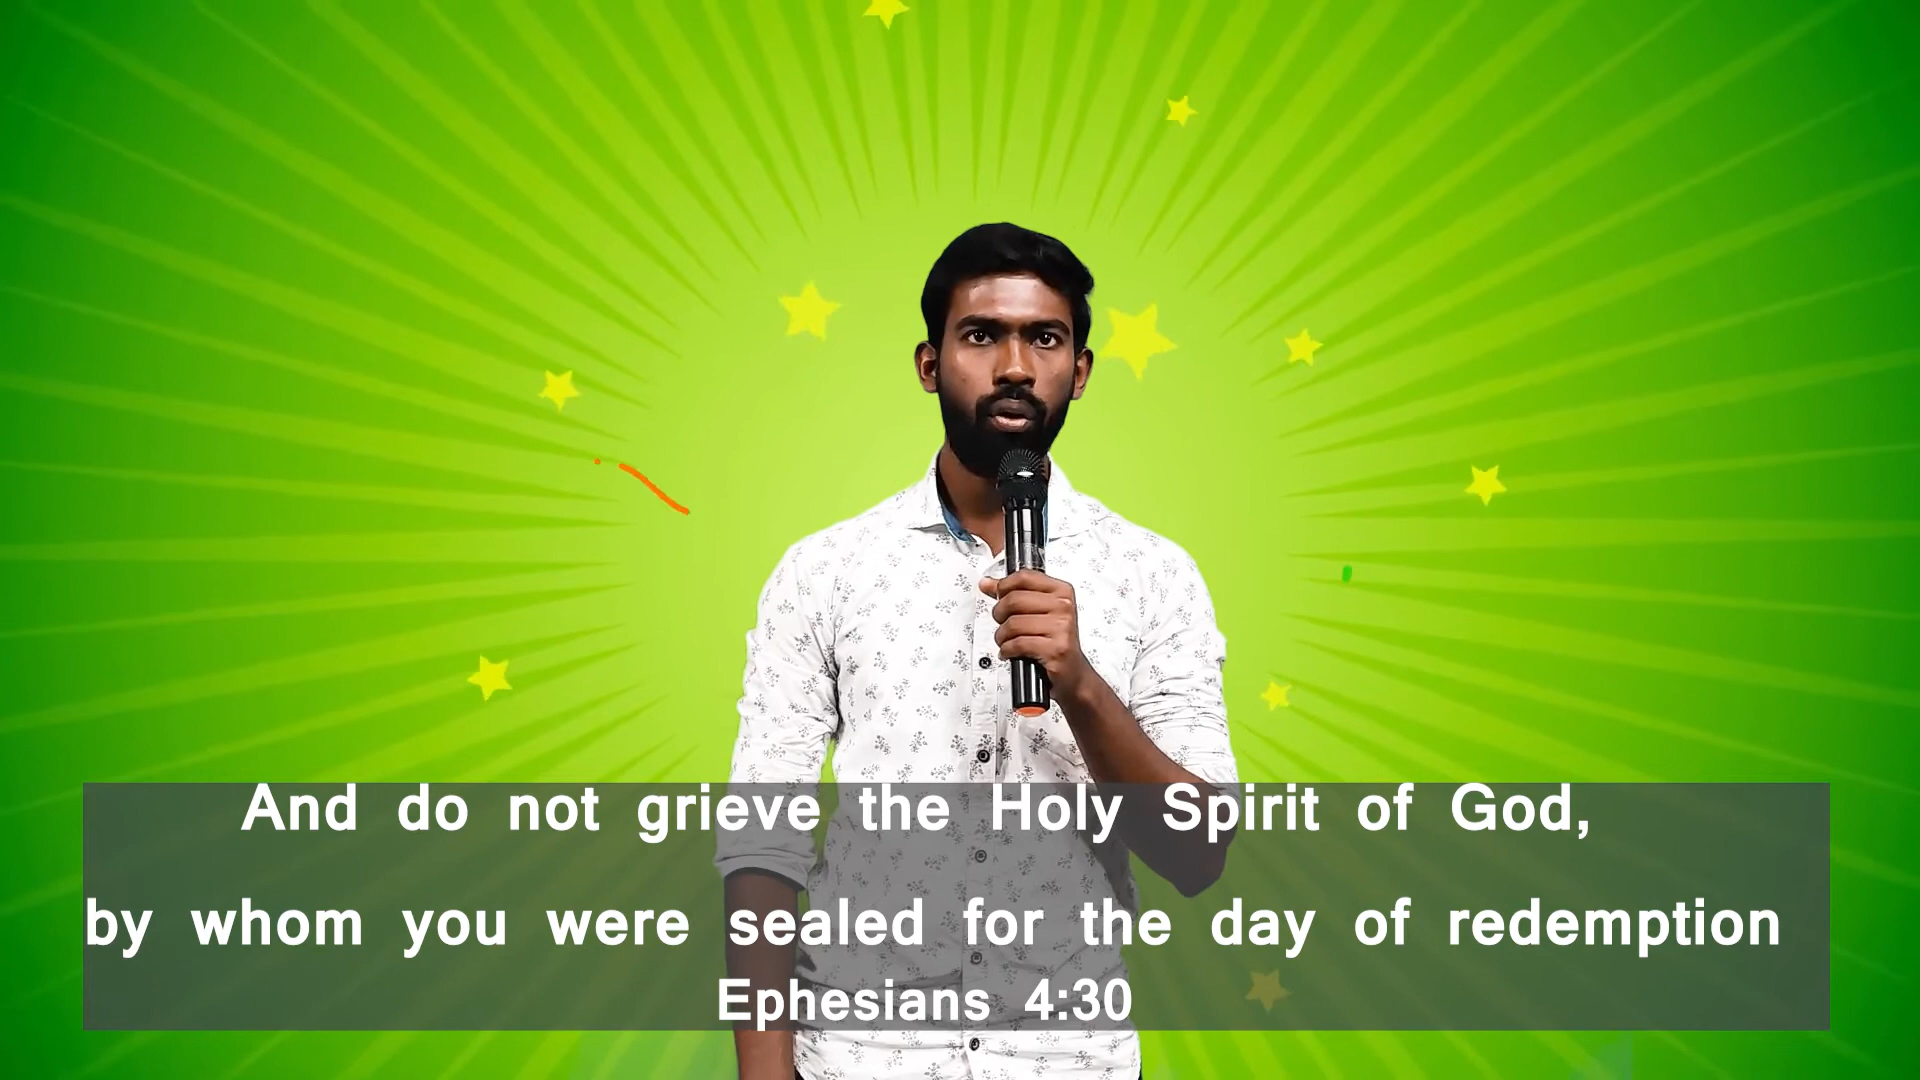 And do not grieve the Holy Spirit of God,
by whom you were sealed for the day of redemption
Ephesians 4:30